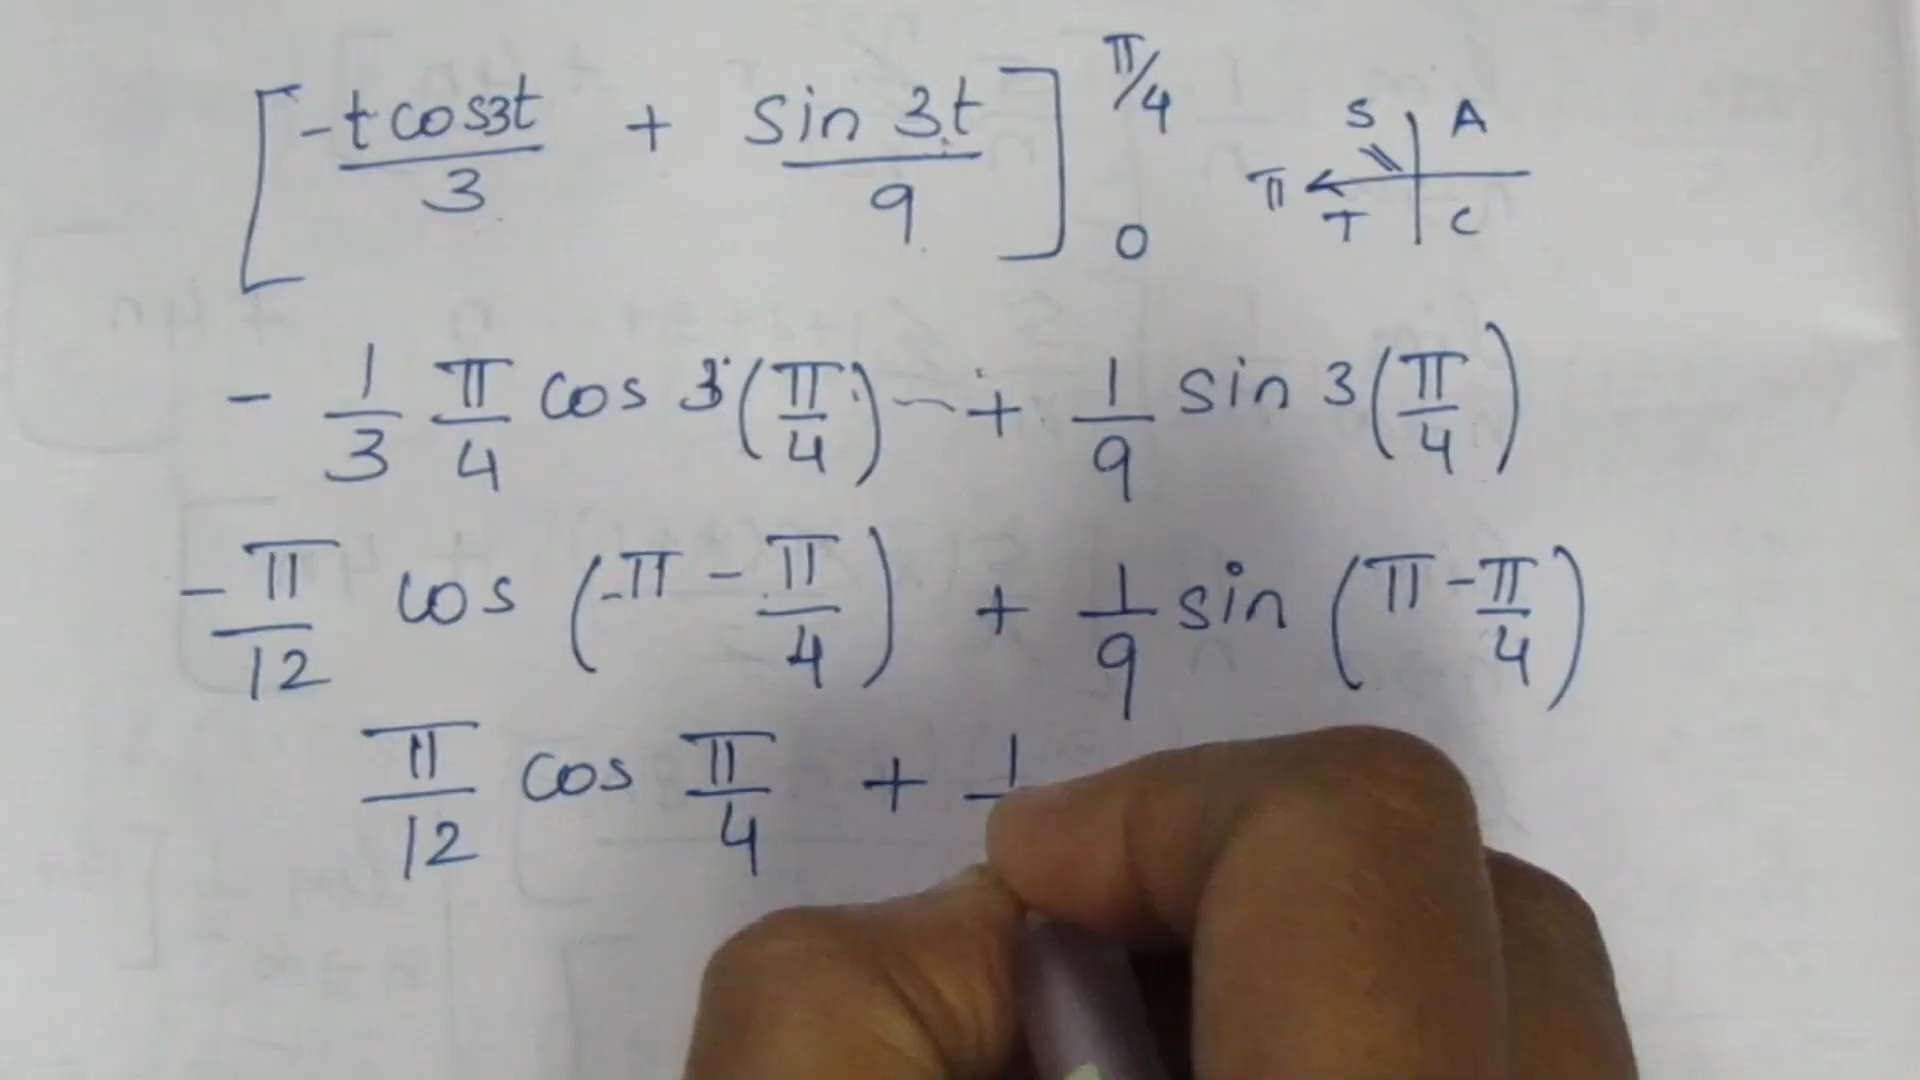 [-t cos3t/3 + sin 3t/9]₀^π/4
S A
π T C
- 1/3 π/4 cos 3(π/4) + 1/9 sin 3(π/4)
-π/12 cos (π - π/4) + 1/9 sin (π - π/4)
π/12 cos π/4 + 1